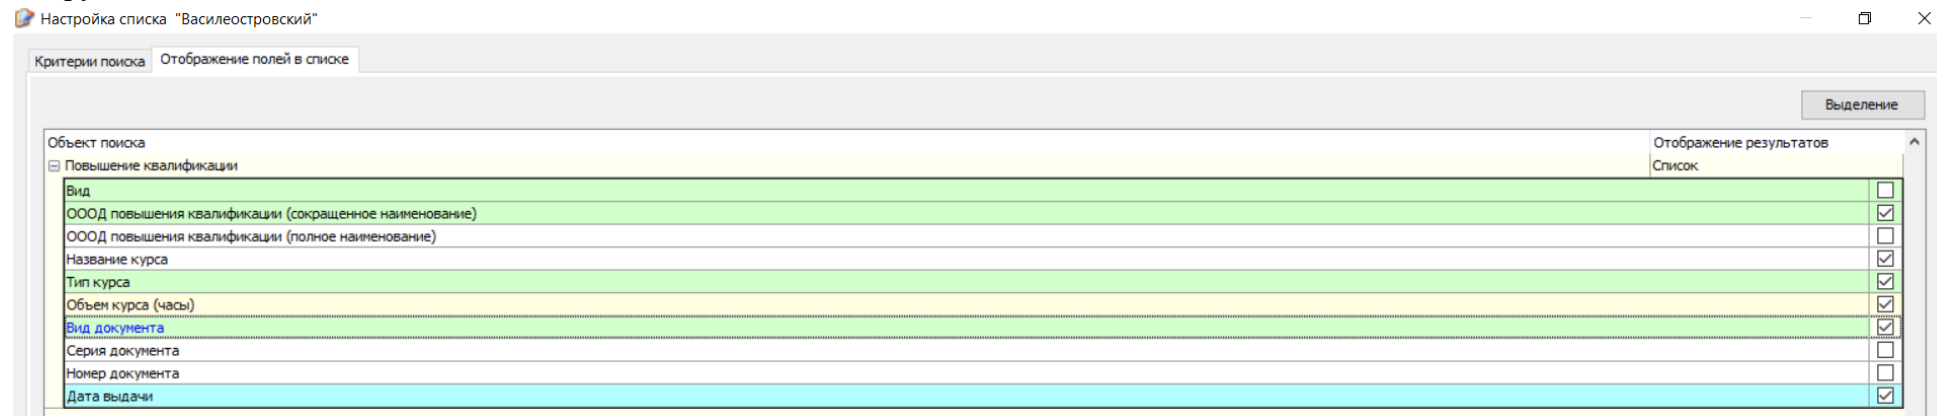 Настройка списка "Василеостровский"
Критерии поиска Отображение полей в списке
Выделение
Объект поиска Отображение результатов
Повышение квалификации Список
Вид
ОООД повышения квалификации (сокращенное наименование)
ОООД повышения квалификации (полное наименование)
Название курса
Тип курса
Объем курса (часы)
Вид документа
Серия документа
Номер документа
Дата выдачи